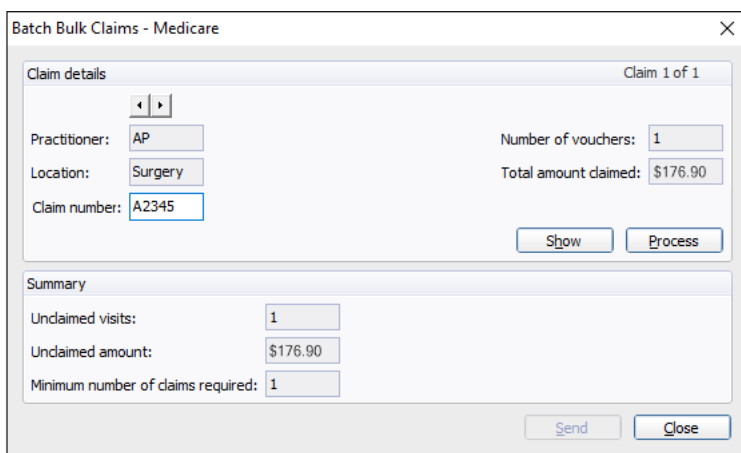 Batch Bulk Claims - Medicare
Claim details Claim 1 of 1
Practitioner: AP Number of vouchers: 1
Location: Surgery Total amount claimed: $176.90
Claim number: A2345
Show Process
Summary
Unclaimed visits: 1
Unclaimed amount: $176.90
Minimum number of claims required: 1
Send Close